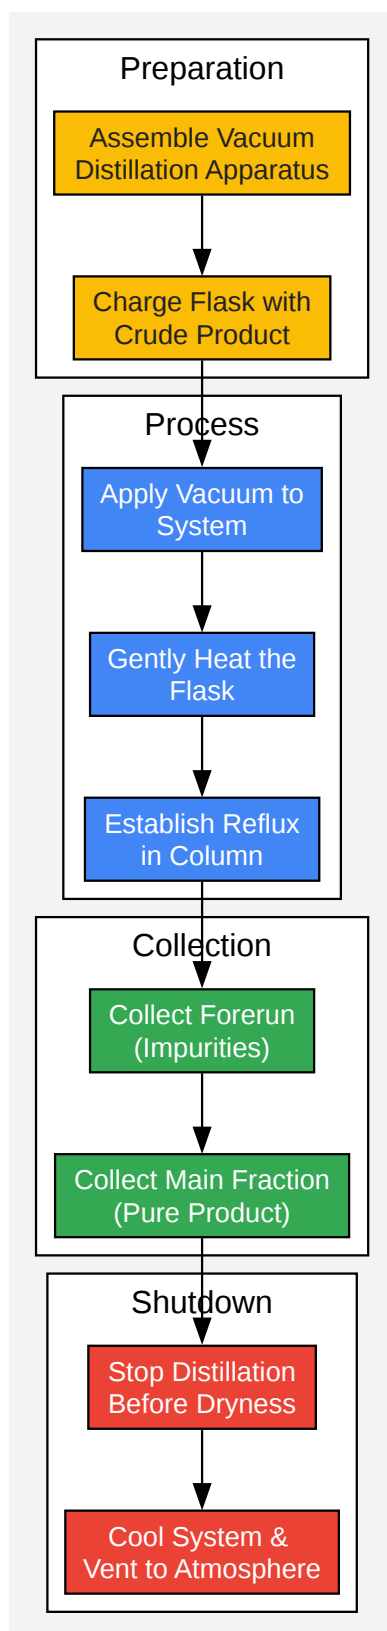 Preparation
Assemble Vacuum
Distillation Apparatus
Charge Flask with
Crude Product
Process
Apply Vacuum to
System
Gently Heat the
Flask
Establish Reflux
in Column
Collection
Collect Forerun
(Impurities)
Collect Main Fraction
(Pure Product)
Shutdown
Stop Distillation
Before Dryness
Cool System &
Vent to Atmosphere